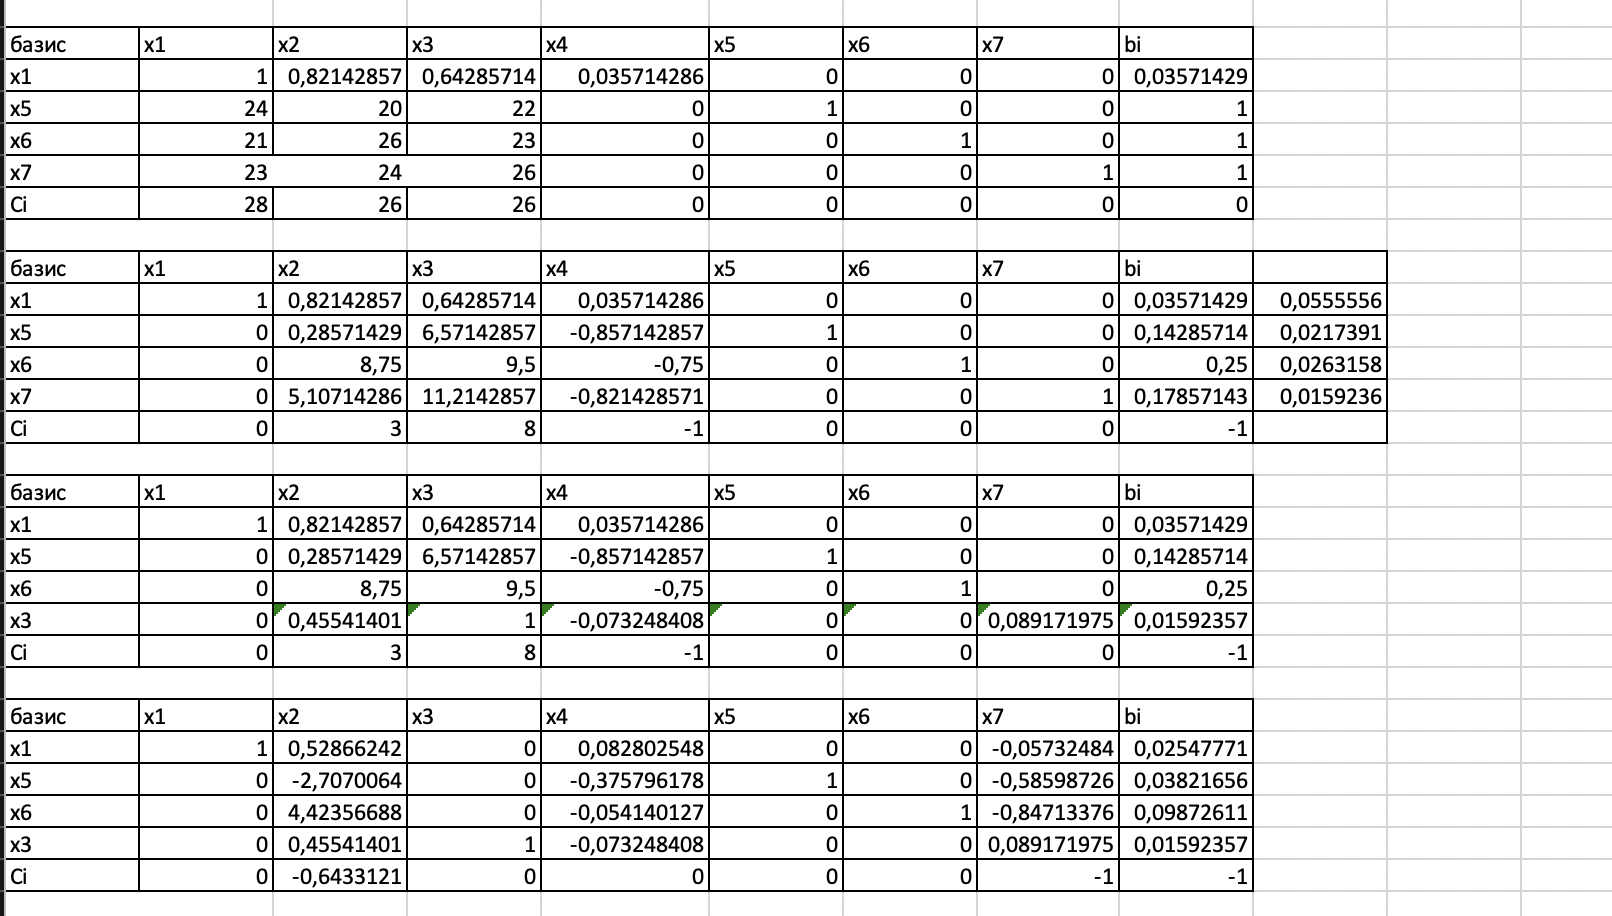 базис x1 x2 x3 x4 x5 x6 x7 bi
x1 1 0,82142857 0,64285714 0,035714286 0 0 0 0,03571429
x5 24 20 22 0 1 0 0 1
x6 21 26 23 0 0 1 0 1
x7 23 24 26 0 0 0 1 1
Ci 28 26 26 0 0 0 0 0
базис x1 x2 x3 x4 x5 x6 x7 bi
x1 1 0,82142857 0,64285714 0,035714286 0 0 0 0,03571429 0,0555556
x5 0 0,28571429 6,57142857 -0,857142857 1 0 0 0,14285714 0,0217391
x6 0 8,75 9,5 -0,75 0 1 0 0,25 0,0263158
x7 0 5,10714286 11,2142857 -0,821428571 0 0 1 0,17857143 0,0159236
Ci 0 3 8 -1 0 0 0 -1
базис x1 x2 x3 x4 x5 x6 x7 bi
x1 1 0,82142857 0,64285714 0,035714286 0 0 0 0,03571429
x5 0 0,28571429 6,57142857 -0,857142857 1 0 0 0,14285714
x6 0 8,75 9,5 -0,75 0 1 0 0,25
x3 0 0,45541401 1 -0,073248408 0 0 0,089171975 0,01592357
Ci 0 3 8 -1 0 0 0 -1
базис x1 x2 x3 x4 x5 x6 x7 bi
x1 1 0,52866242 0 0,082802548 0 0 -0,05732484 0,02547771
x5 0 -2,7070064 0 -0,375796178 1 0 -0,58598726 0,03821656
x6 0 4,42356688 0 -0,054140127 0 1 -0,84713376 0,09872611
x3 0 0,45541401 1 -0,073248408 0 0 0,089171975 0,01592357
Ci 0 -0,6433121 0 0 0 0 -1 -1